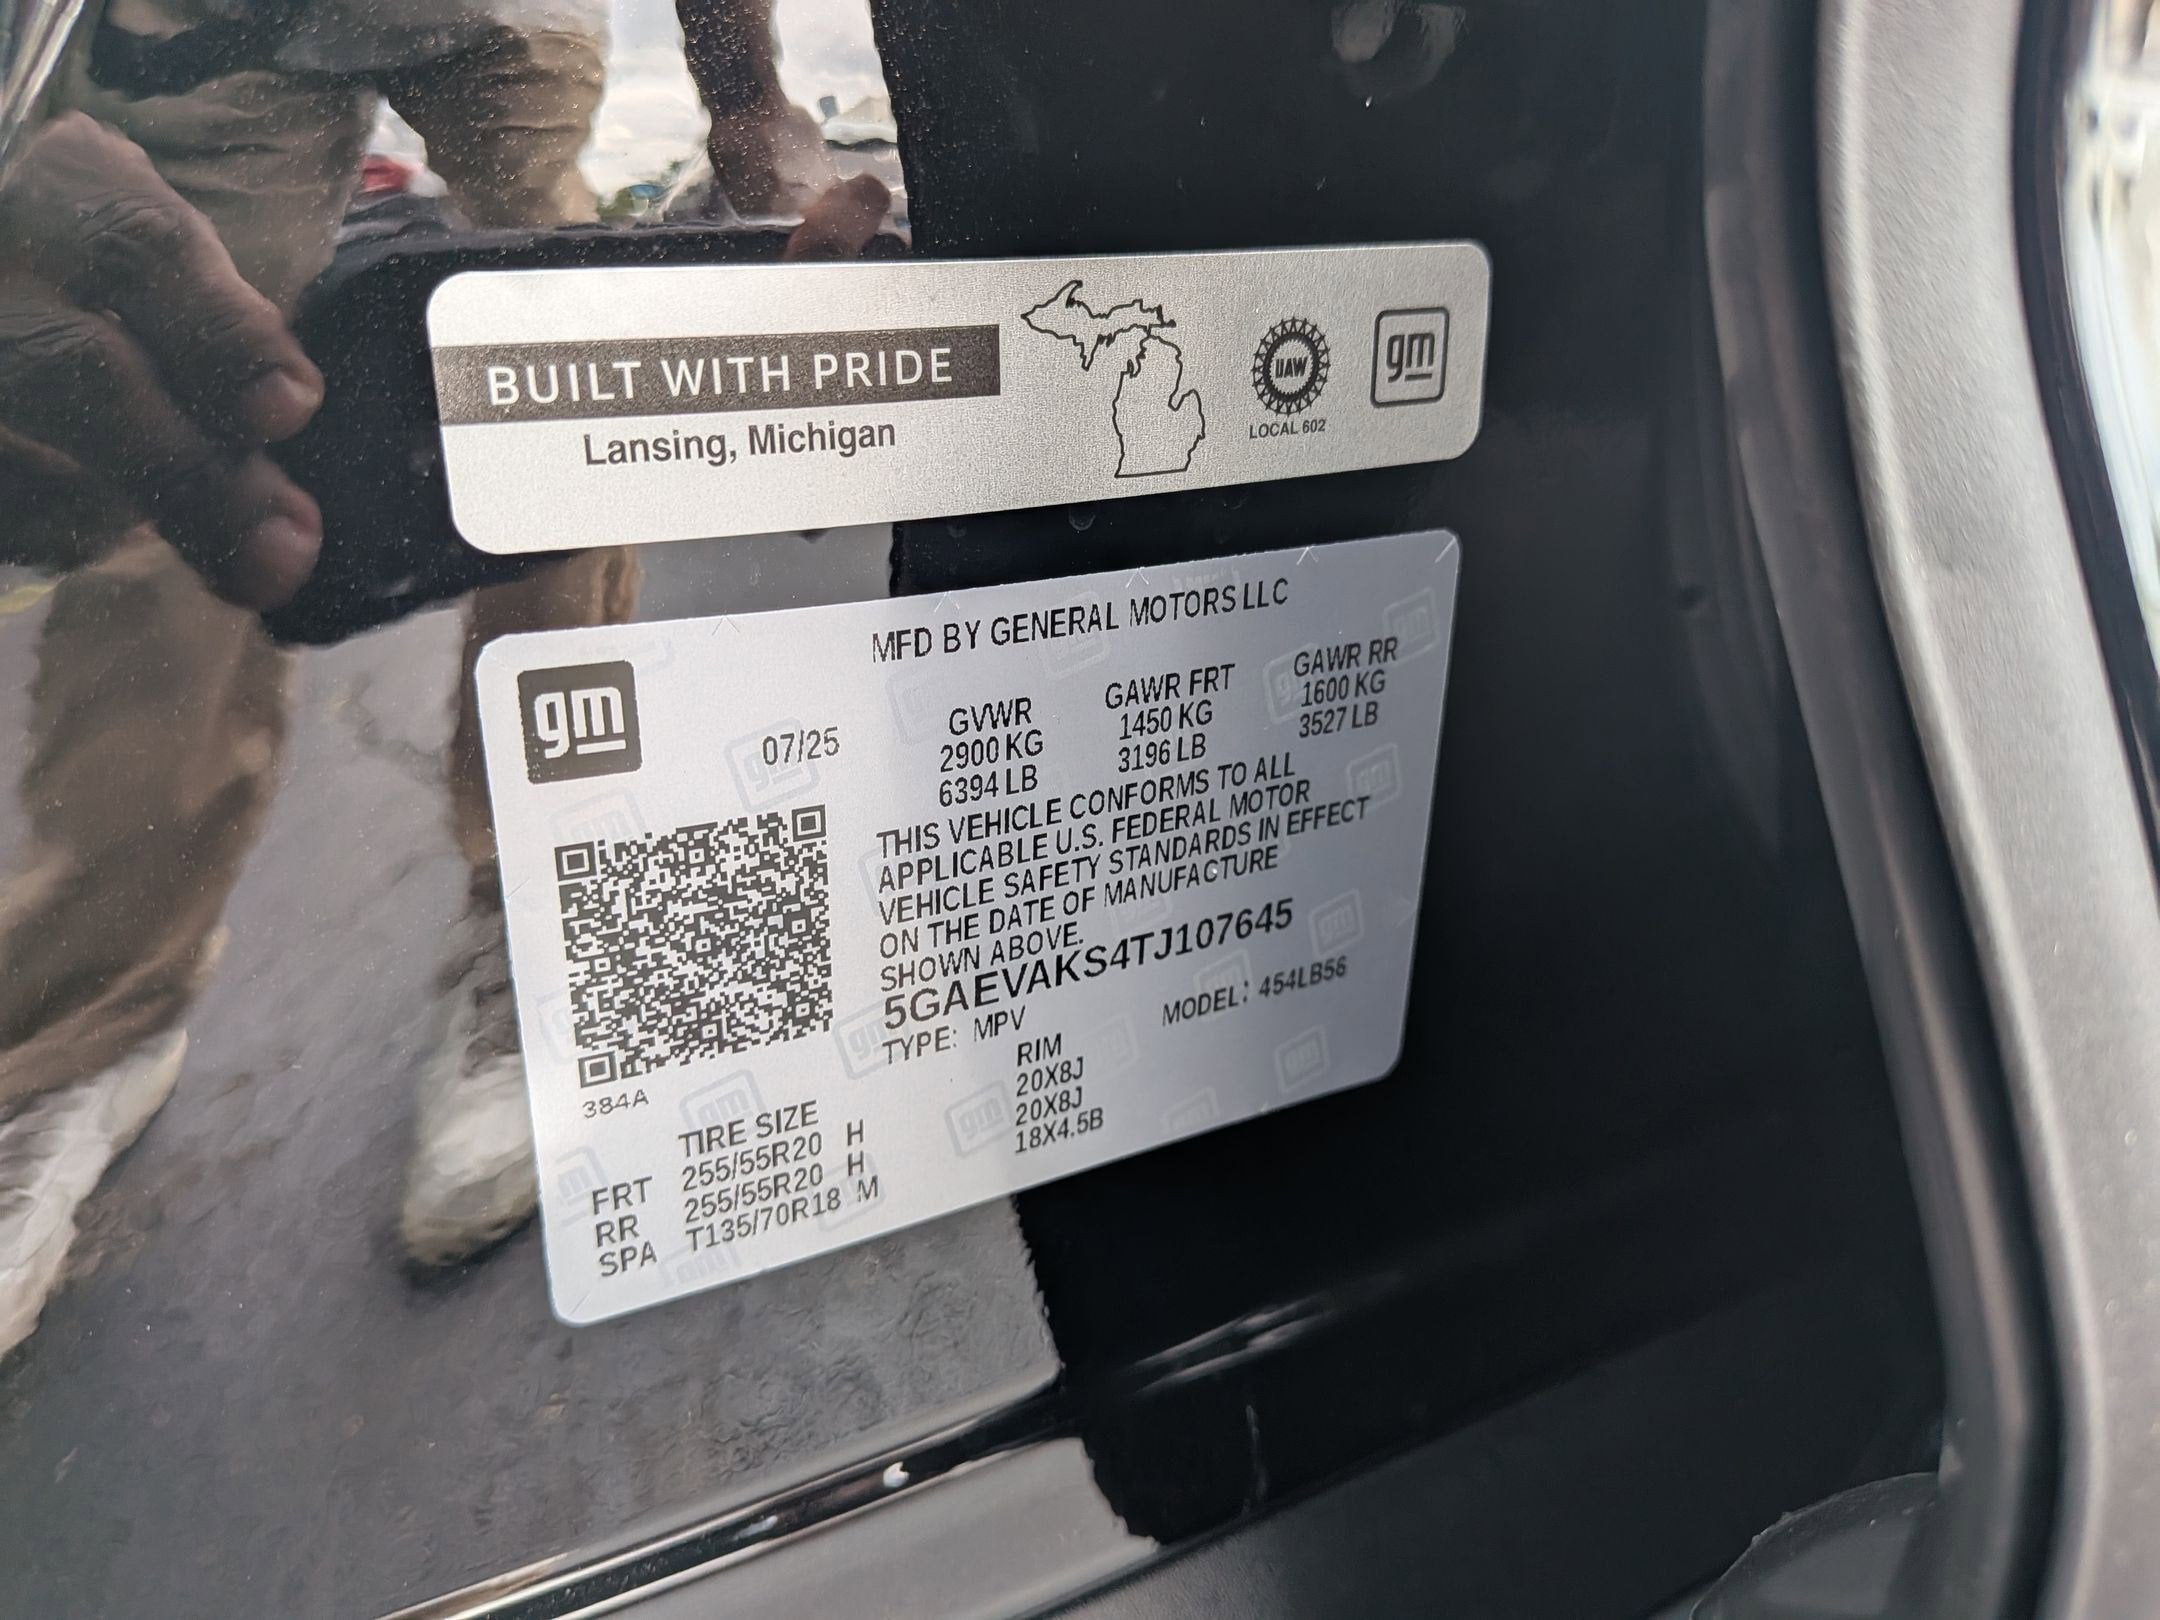 BUILT WITH PRIDE
Lansing, Michigan
UAW
LOCAL 602
gm
MFD BY GENERAL MOTORS LLC
gm
07/25
GVWR
2900 KG
6394 LB
GAWR FRT
1450 KG
3196 LB
GAWR RR
1600 KG
3527 LB
THIS VEHICLE CONFORMS TO ALL
APPLICABLE U.S. FEDERAL MOTOR
VEHICLE SAFETY STANDARDS IN EFFECT
ON THE DATE OF MANUFACTURE
SHOWN ABOVE.
5GAEVAKS4TJ107645
TYPE: MPV MODEL: 454LB56
384A
TIRE SIZE RIM
FRT 255/55R20 H 20X8J
RR 255/55R20 H 20X8J
SPA T135/70R18 M 18X4.5B